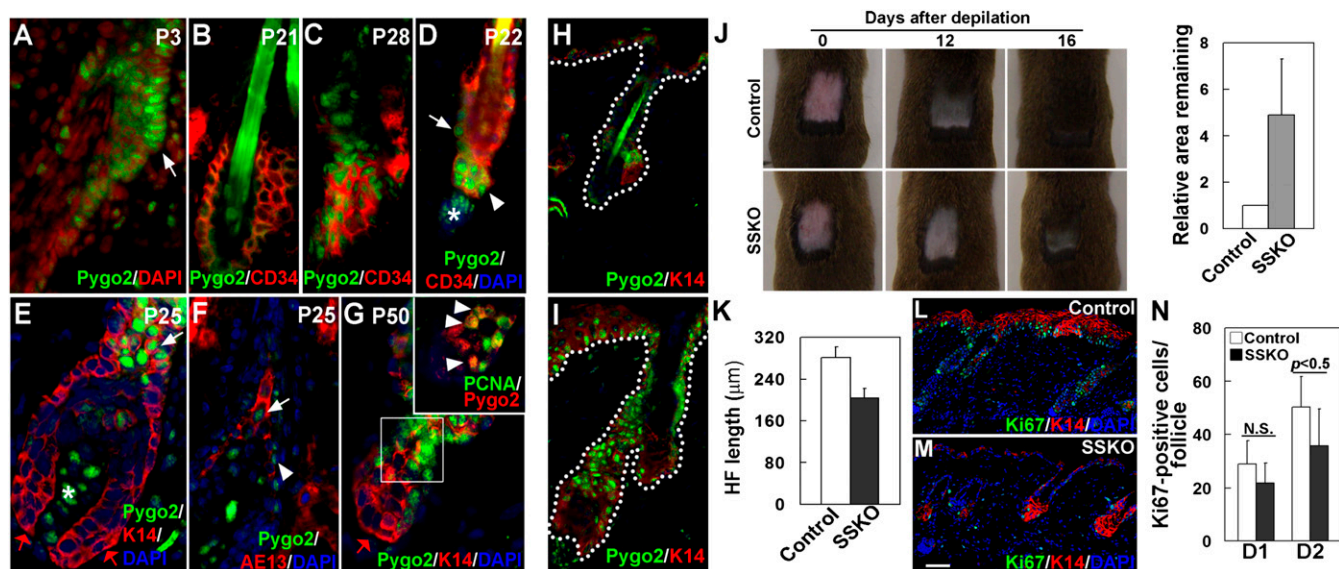 A P3
Pygo2/DAPI
B P21
Pygo2/CD34
C P28
Pygo2/CD34
D P22
*
Pygo2/
CD34/DAPI
E P25
*
Pygo2/
K14/
DAPI
F P25
Pygo2/
AE13/DAPI
G P50
PCNA/
Pygo2
Pygo2/K14/DAPI
H
Pygo2/K14
I
Pygo2/K14
J
Days after depilation
0 12 16
Control
SSKO
Relative area remaining
8
6
4
2
0
Control
SSKO
K
HF length (μm)
320
240
160
80
0
Control
SSKO
L Control
Ki67/K14/DAPI
M SSKO
Ki67/K14/DAPI
N
Ki67-positive cells/
follicle
80
60
40
20
0
Control
SSKO
N.S.
p<0.5
D1 D2